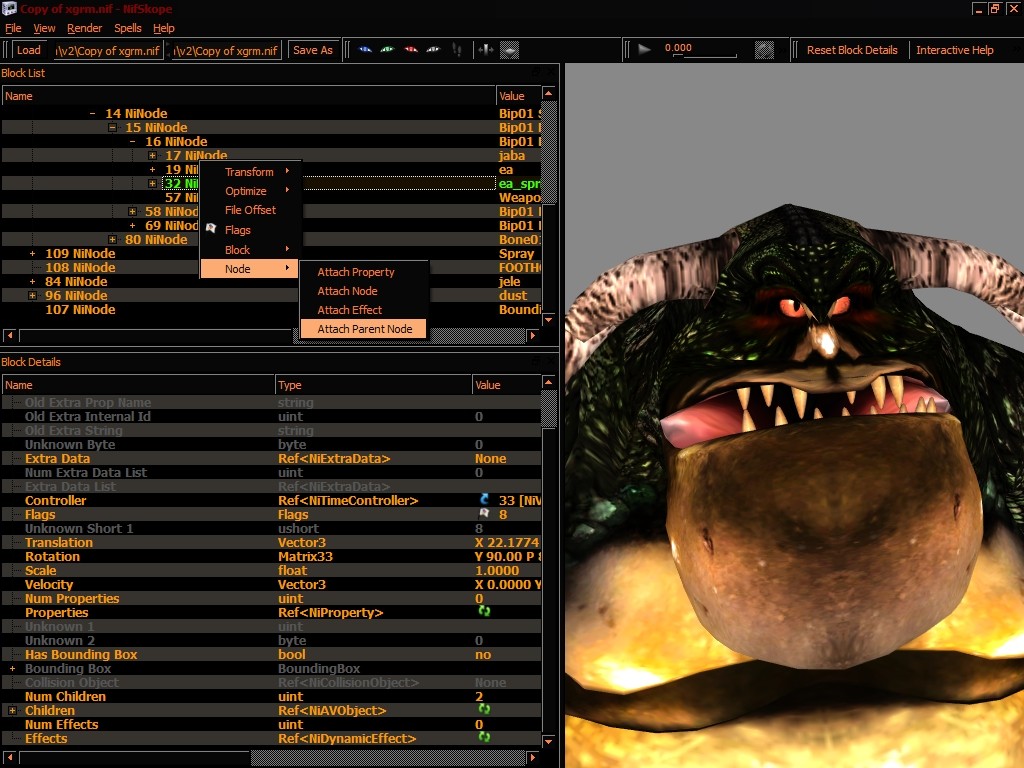 Copy of xgrm.nif - NifSkope
File View Render Spells Help
Load \v2\Copy of xgrm.nif \v2\Copy of xgrm.nif Save As 0.000 Reset Block Details Interactive Help
Block List
Name Value
14 NiNode Bip01
15 NiNode Bip01
16 NiNode Bip01
17 NiNode jaba
19 Ni ea
32 Ni ea_spr
57 Ni Weapo
58 NiNod Bip01
69 NiNod Bip01
80 NiNode Bone01
109 NiNode Spray
108 NiNode FOOTH
84 NiNode jele
96 NiNode dust
107 NiNode Boundi
Transform
Optimize
File Offset
Flags
Block
Node
Attach Property
Attach Node
Attach Effect
Attach Parent Node
Block Details
Name Type Value
Old Extra Prop Name string
Old Extra Internal Id uint 0
Old Extra String string
Unknown Byte byte 0
Extra Data Ref<NiExtraData> None
Num Extra Data List uint 0
Extra Data List Ref<NiExtraData>
Controller Ref<NiTimeController> 33 [NiV
Flags Flags 8
Unknown Short 1 ushort 8
Translation Vector3 X 22.1774
Rotation Matrix33 Y 90.00 P
Scale float 1.0000
Velocity Vector3 X 0.0000 Y
Num Properties uint 0
Properties Ref<NiProperty>
Unknown 1 uint
Unknown 2 byte 0
Has Bounding Box bool no
Bounding Box BoundingBox
Collision Object Ref<NiCollisionObject> None
Num Children uint 2
Children Ref<NiAVObject>
Num Effects uint 0
Effects Ref<NiDynamicEffect>